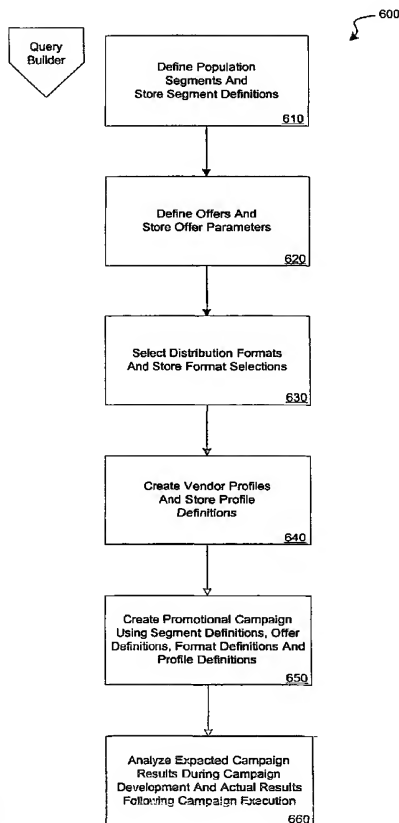 600
Query
Builder
Define Population
Segments And
Store Segment Definitions
610
Define Offers And
Store Offer Parameters
620
Select Distribution Formats
And Store Format Selections
630
Create Vendor Profiles
And Store Profile
Definitions
640
Create Promotional Campaign
Using Segment Definitions, Offer
Definitions, Format Definitions And
Profile Definitions
650
Analyze Expected Campaign
Results During Campaign
Development And Actual Results
Following Campaign Execution
660